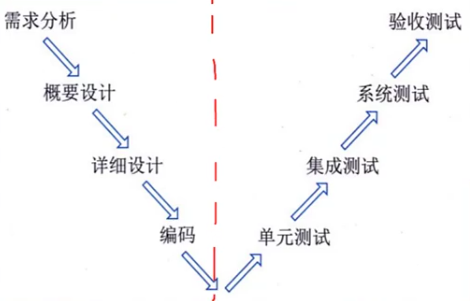 需求分析
验收测试
概要设计
系统测试
详细设计
集成测试
编码
单元测试